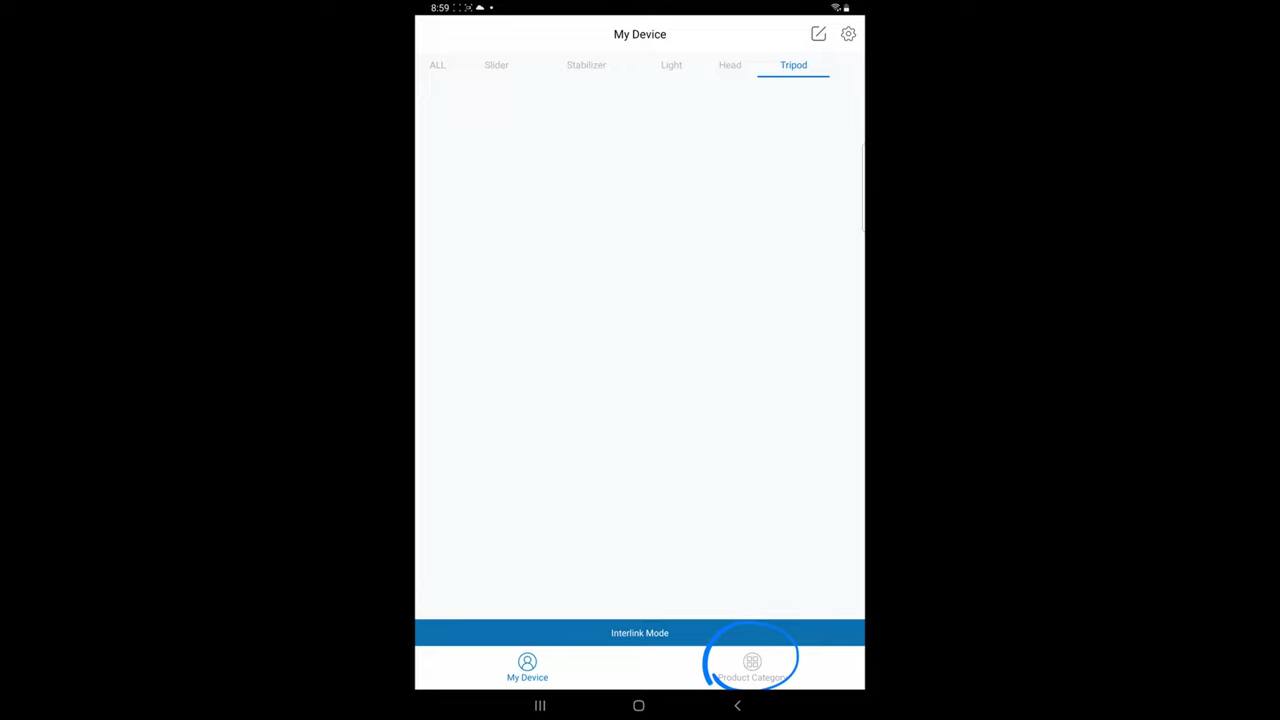 8:59
My Device
ALL Slider Stabilizer Light Head Tripod
Interlink Mode
My Device Product Category